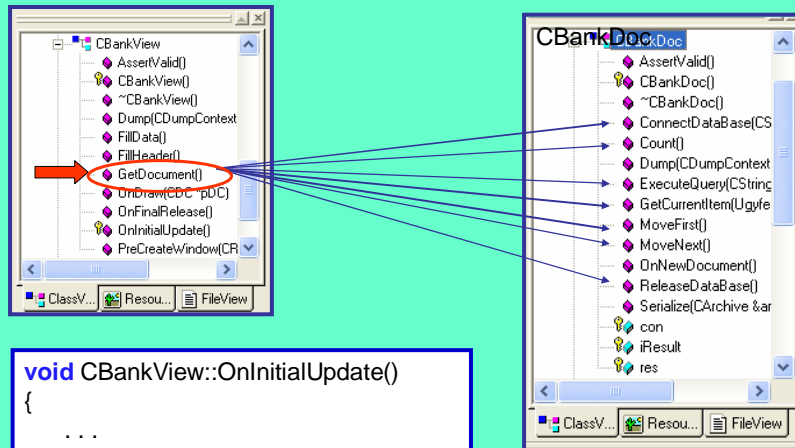 CBankView
AssertValid()
CBankView()
~CBankView()
Dump(CDumpContext
FillData()
FillHeader()
GetDocument()
OnDraw(CDC *pDC)
OnFinalRelease()
OnInitialUpdate()
PreCreateWindow(CR
ClassV... Resou... FileView
CBankDoc
CBankDoc
AssertValid()
CBankDoc()
~CBankDoc()
ConnectDataBase(CS
Count()
Dump(CDumpContext
ExecuteQuery(CString
GetCurrentItem(Ugyfe
MoveFirst()
MoveNext()
OnNewDocument()
ReleaseDataBase()
Serialize(CArchive &ar
con
iResult
res
ClassV... Resou... FileView
void CBankView::OnInitialUpdate()
{
. . .